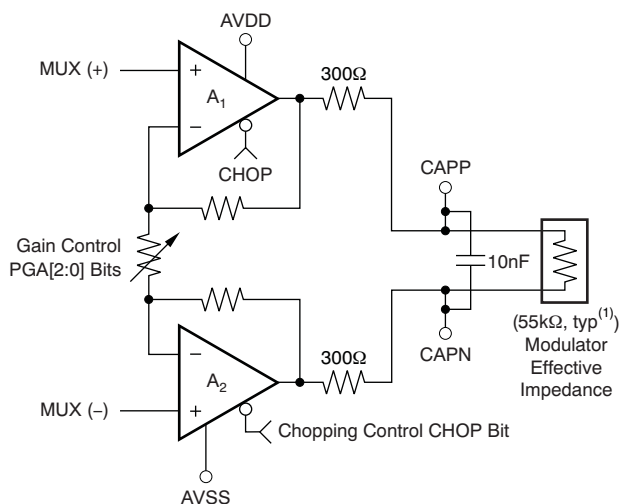 AVDD
MUX (+)
+
A1
−
CHOP
300Ω
CAPP
Gain Control
PGA[2:0] Bits
10nF
(55kΩ, typ(1))
Modulator
Effective
Impedance
CAPN
300Ω
−
A2
+
MUX (−)
Chopping Control CHOP Bit
AVSS